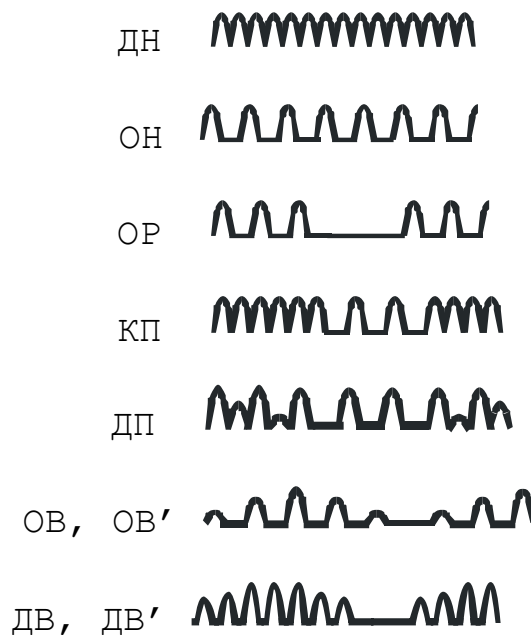 ДН
ОН
ОР
КП
ДП
ОВ, ОВ′
ДВ, ДВ′